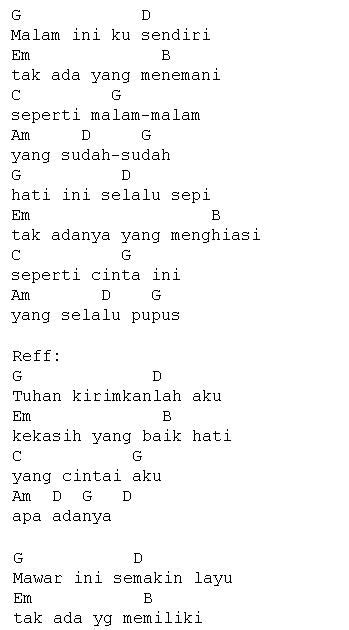 G            D
Malam ini ku sendiri
Em             B
tak ada yang menemani
C         G
seperti malam-malam
Am     D     G
yang sudah-sudah
G          D
hati ini selalu sepi
Em                  B
tak adanya yang menghiasi
C          G
seperti cinta ini
Am       D    G
yang selalu pupus

Reff:
G             D
Tuhan kirimkanlah aku
Em             B
kekasih yang baik hati
C           G
yang cintai aku
Am  D  G   D
apa adanya

G           D
Mawar ini semakin layu
Em           B
tak ada yg memiliki